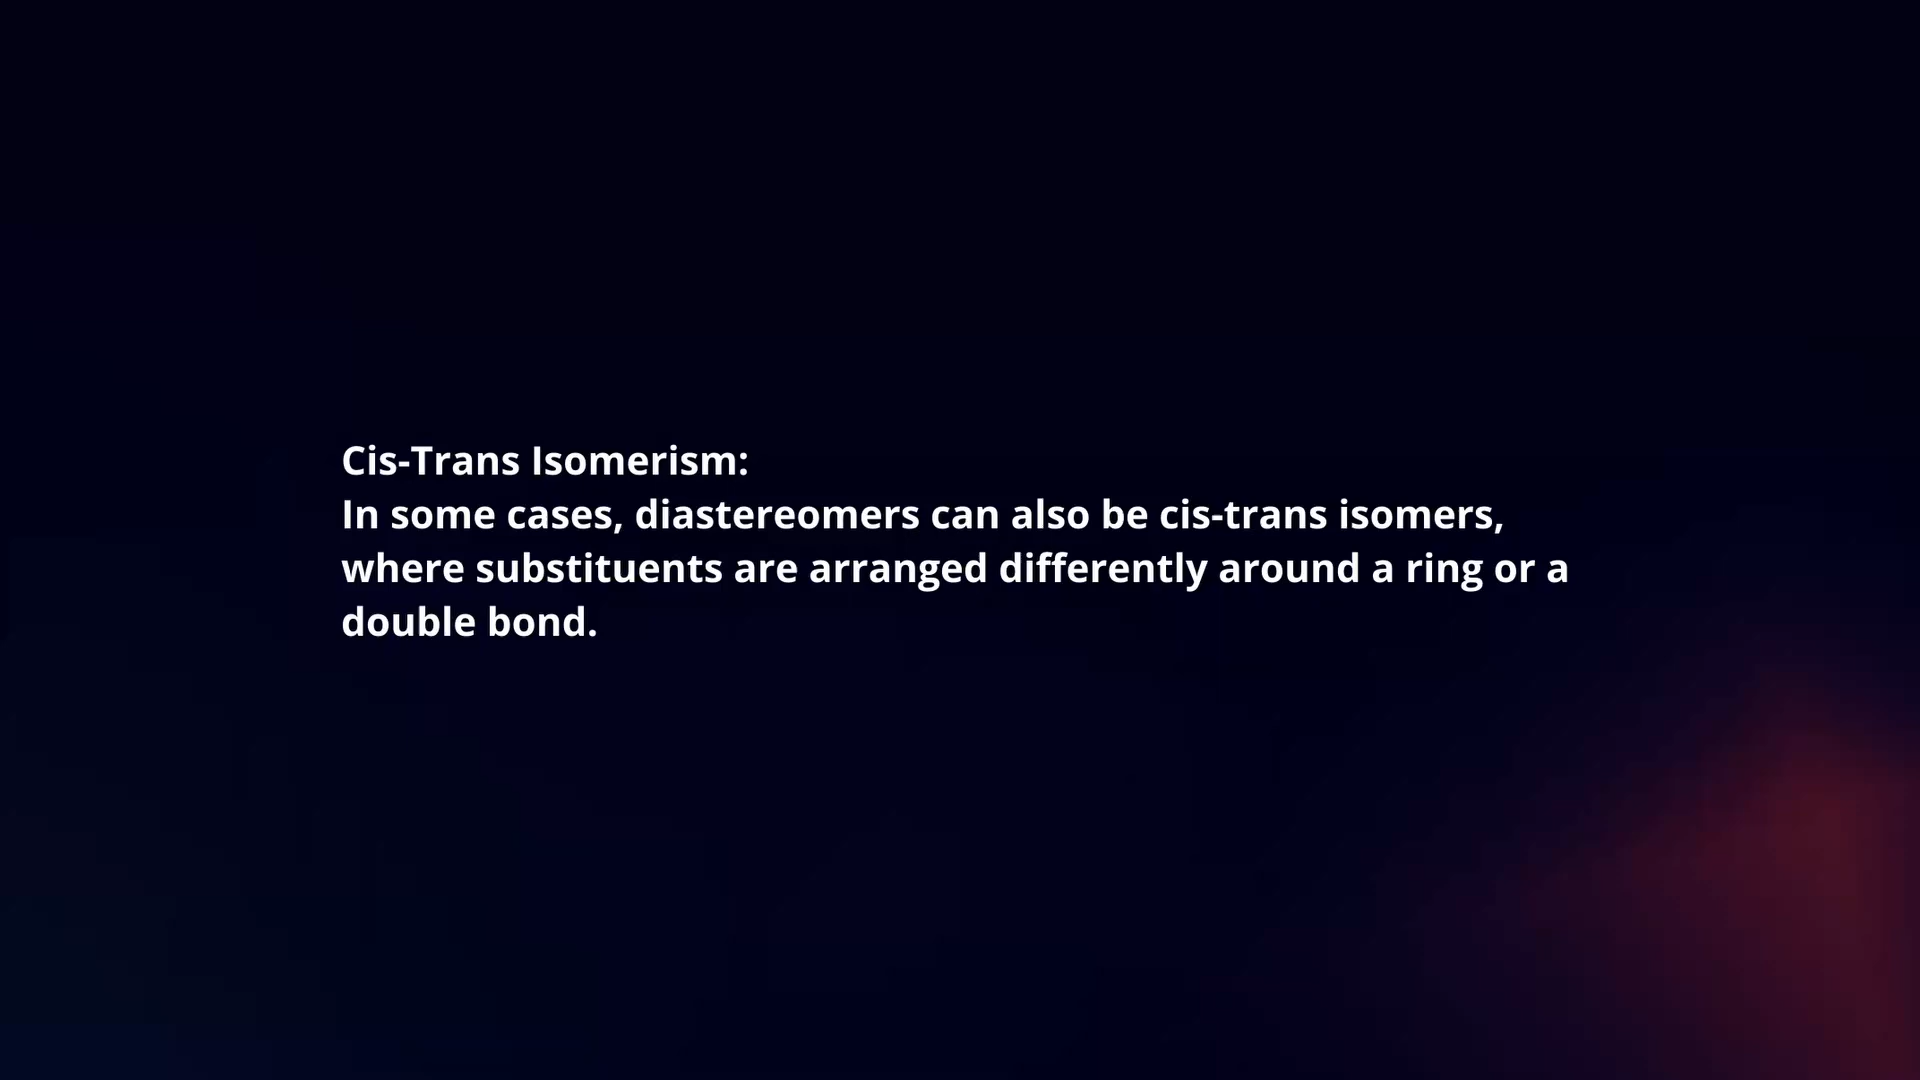 Cis-Trans Isomerism:
In some cases, diastereomers can also be cis-trans isomers,
where substituents are arranged differently around a ring or a
double bond.